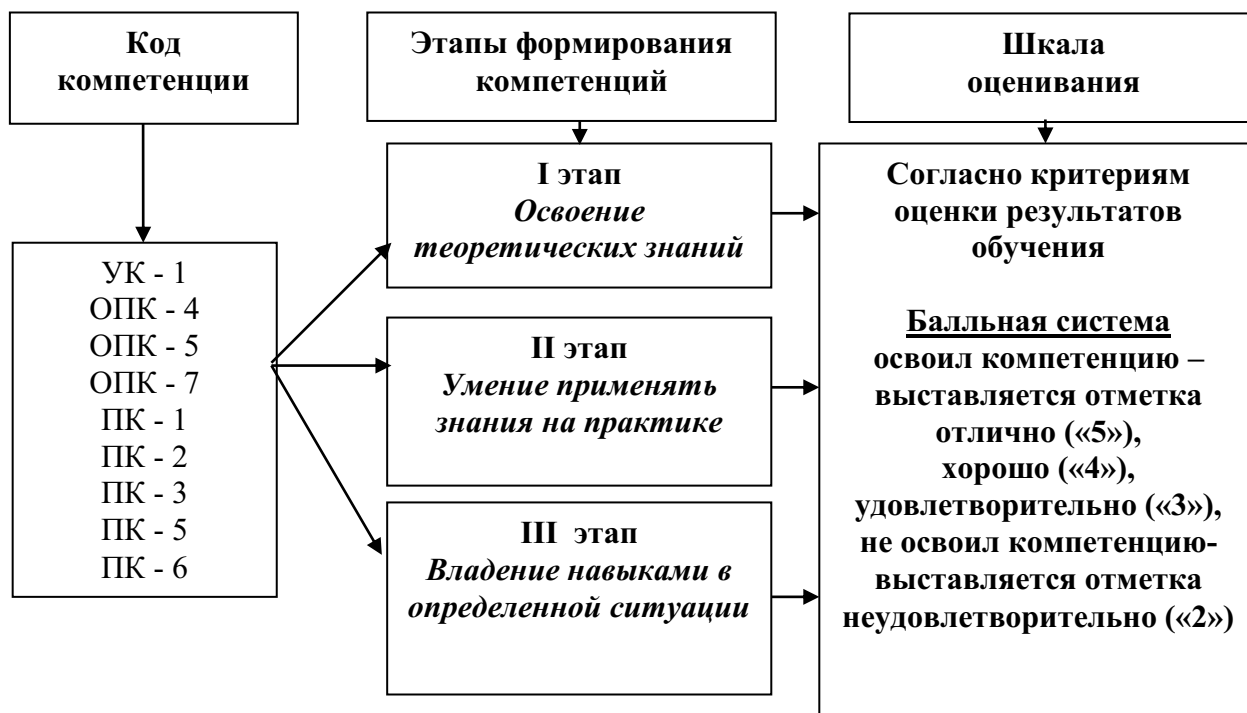 Код
компетенции
Этапы формирования
компетенций
Шкала
оценивания
УК - 1
ОПК - 4
ОПК - 5
ОПК - 7
ПК - 1
ПК - 2
ПК - 3
ПК - 5
ПК - 6
I этап
Освоение
теоретических знаний
II этап
Умение применять
знания на практике
III этап
Владение навыками в
определенной ситуации
Согласно критериям
оценки результатов
обучения
Балльная система
освоил компетенцию –
выставляется отметка
отлично («5»),
хорошо («4»),
удовлетворительно («3»),
не освоил компетенцию-
выставляется отметка
неудовлетворительно («2»)